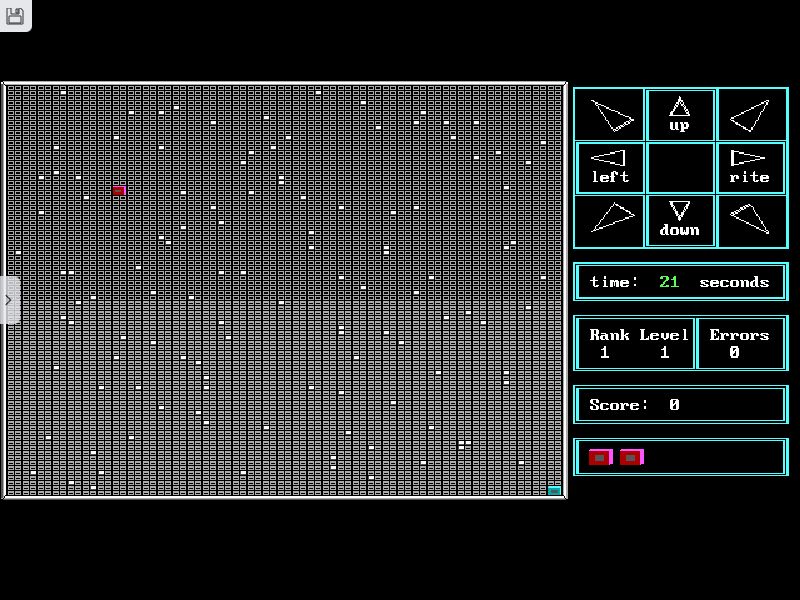 up
left
rite
down
time: 21 seconds
Rank Level Errors
1 1 0
Score: 0